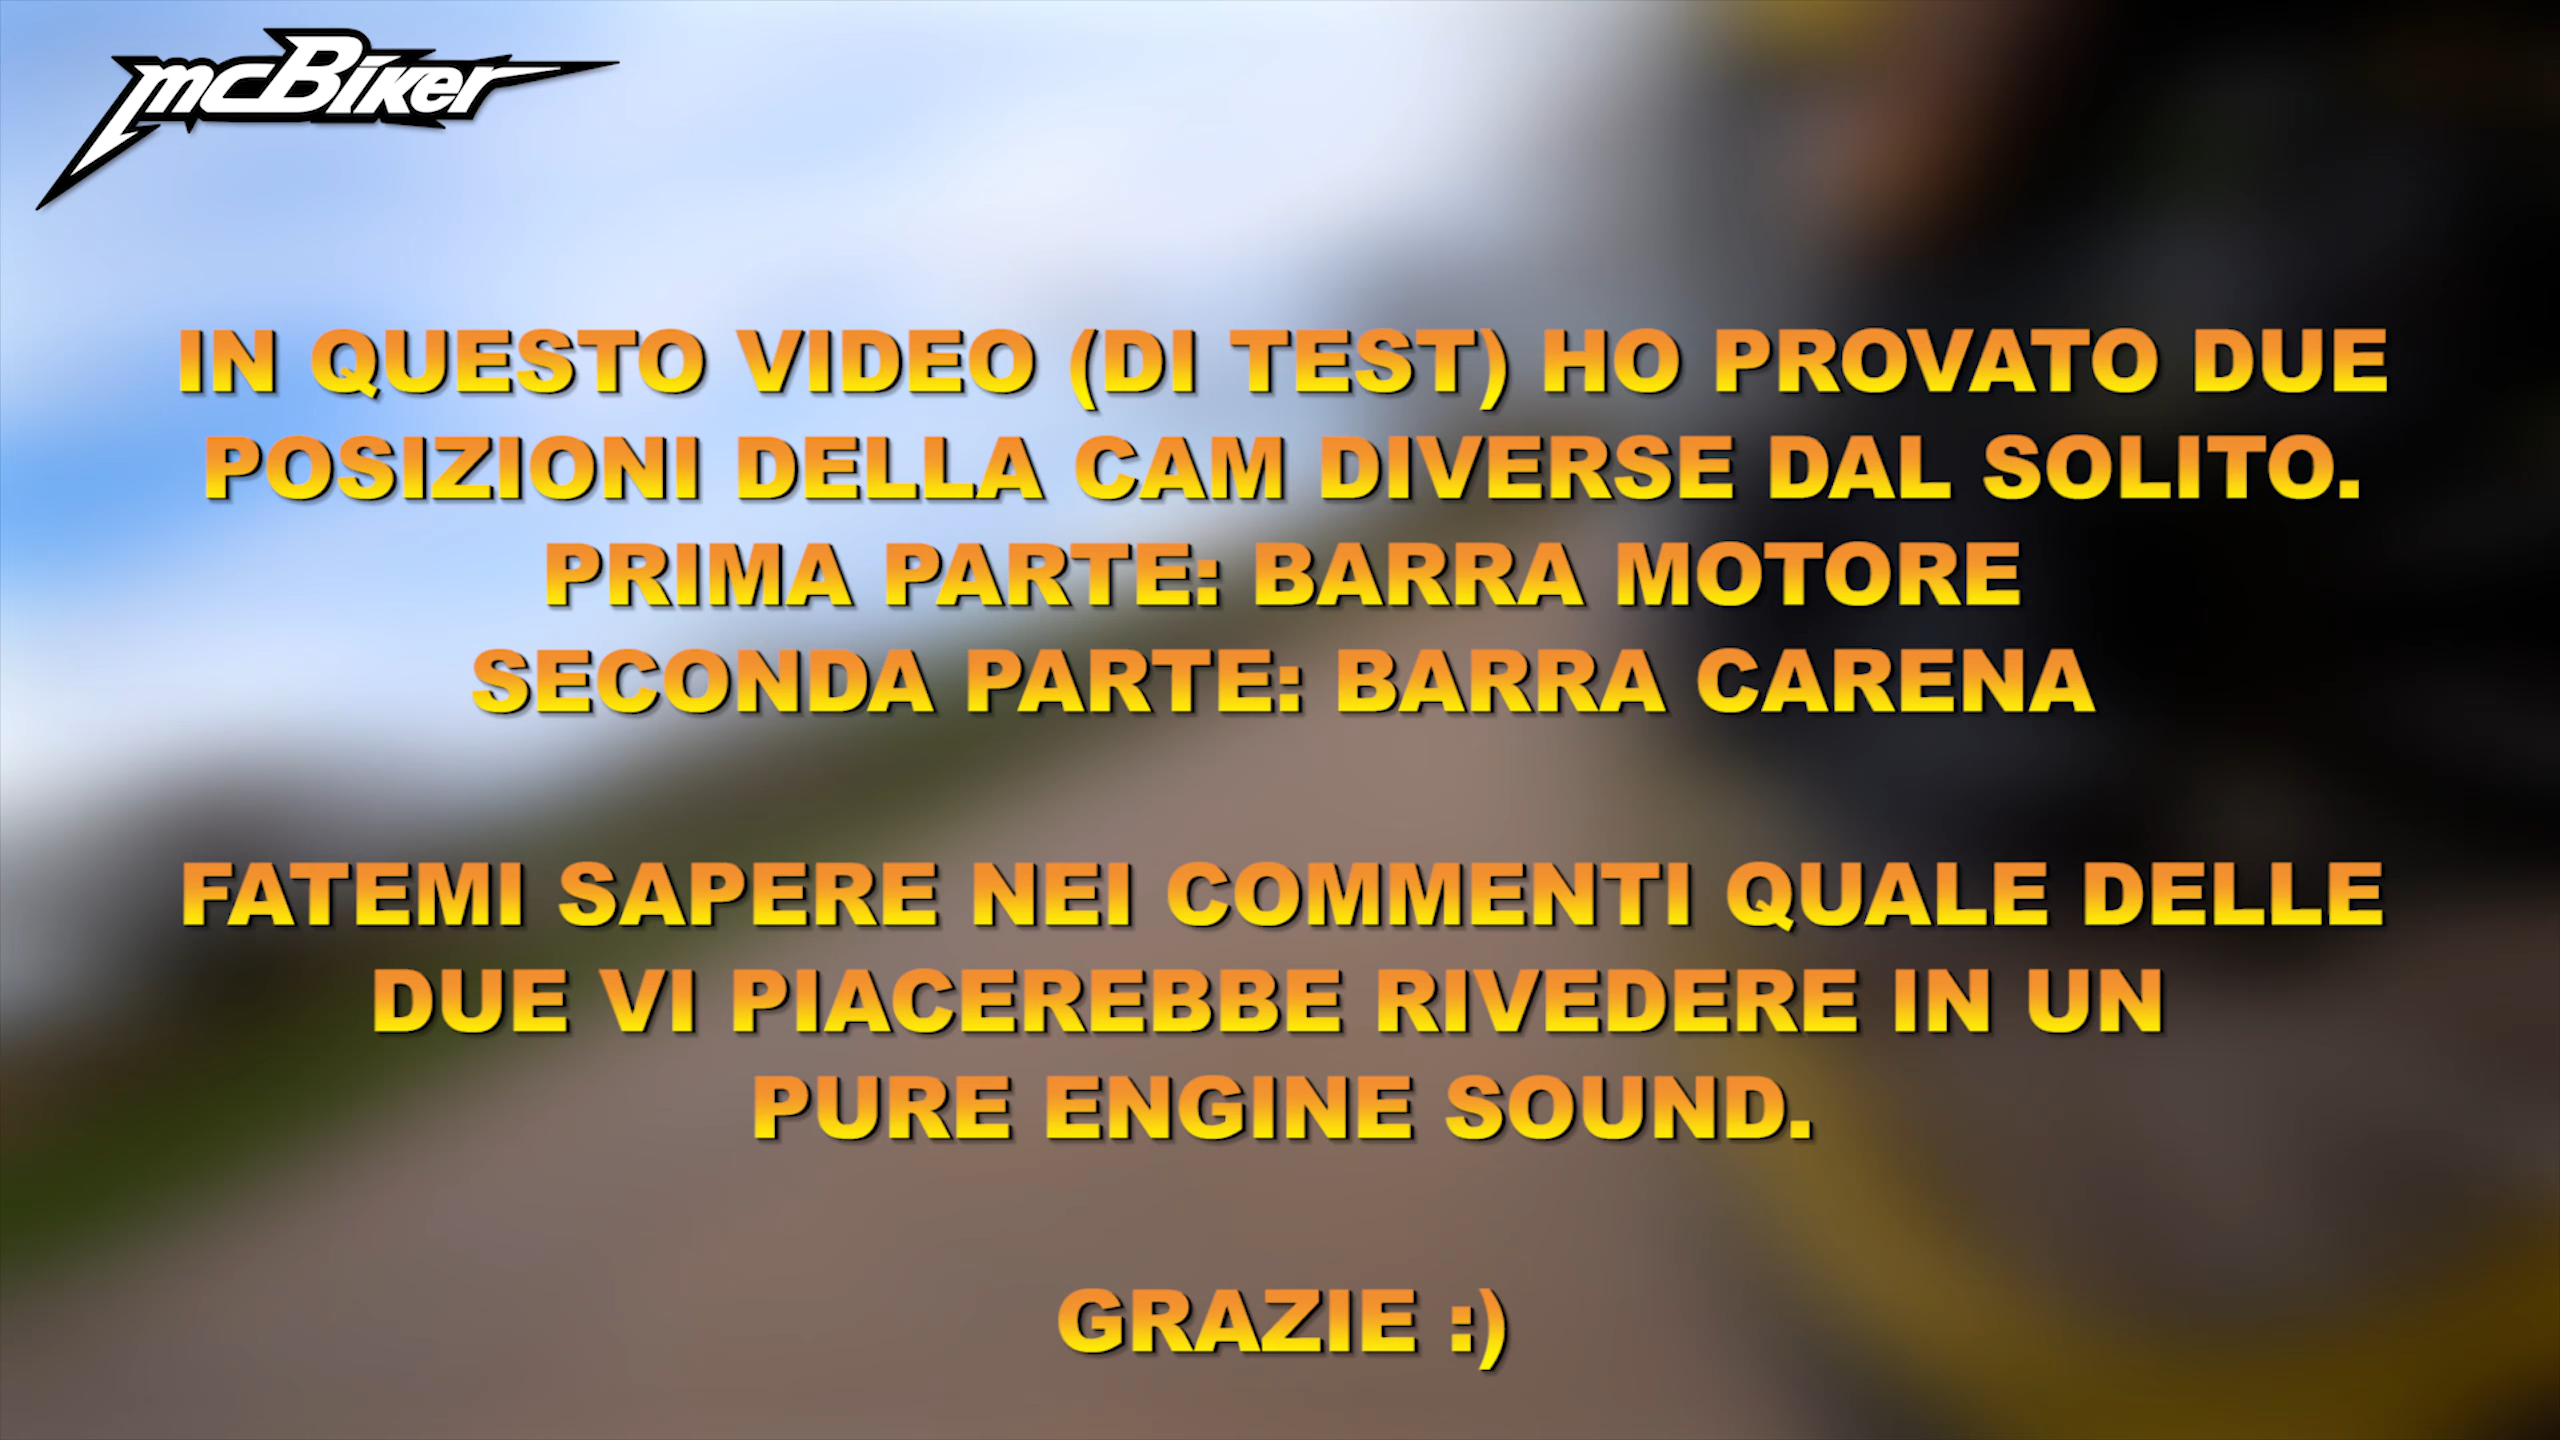 mcBiker
IN QUESTO VIDEO (DI TEST) HO PROVATO DUE
POSIZIONI DELLA CAM DIVERSE DAL SOLITO.
PRIMA PARTE: BARRA MOTORE
SECONDA PARTE: BARRA CARENA
FATEMI SAPERE NEI COMMENTI QUALE DELLE
DUE VI PIACEREBBE RIVEDERE IN UN
PURE ENGINE SOUND.
GRAZIE :)